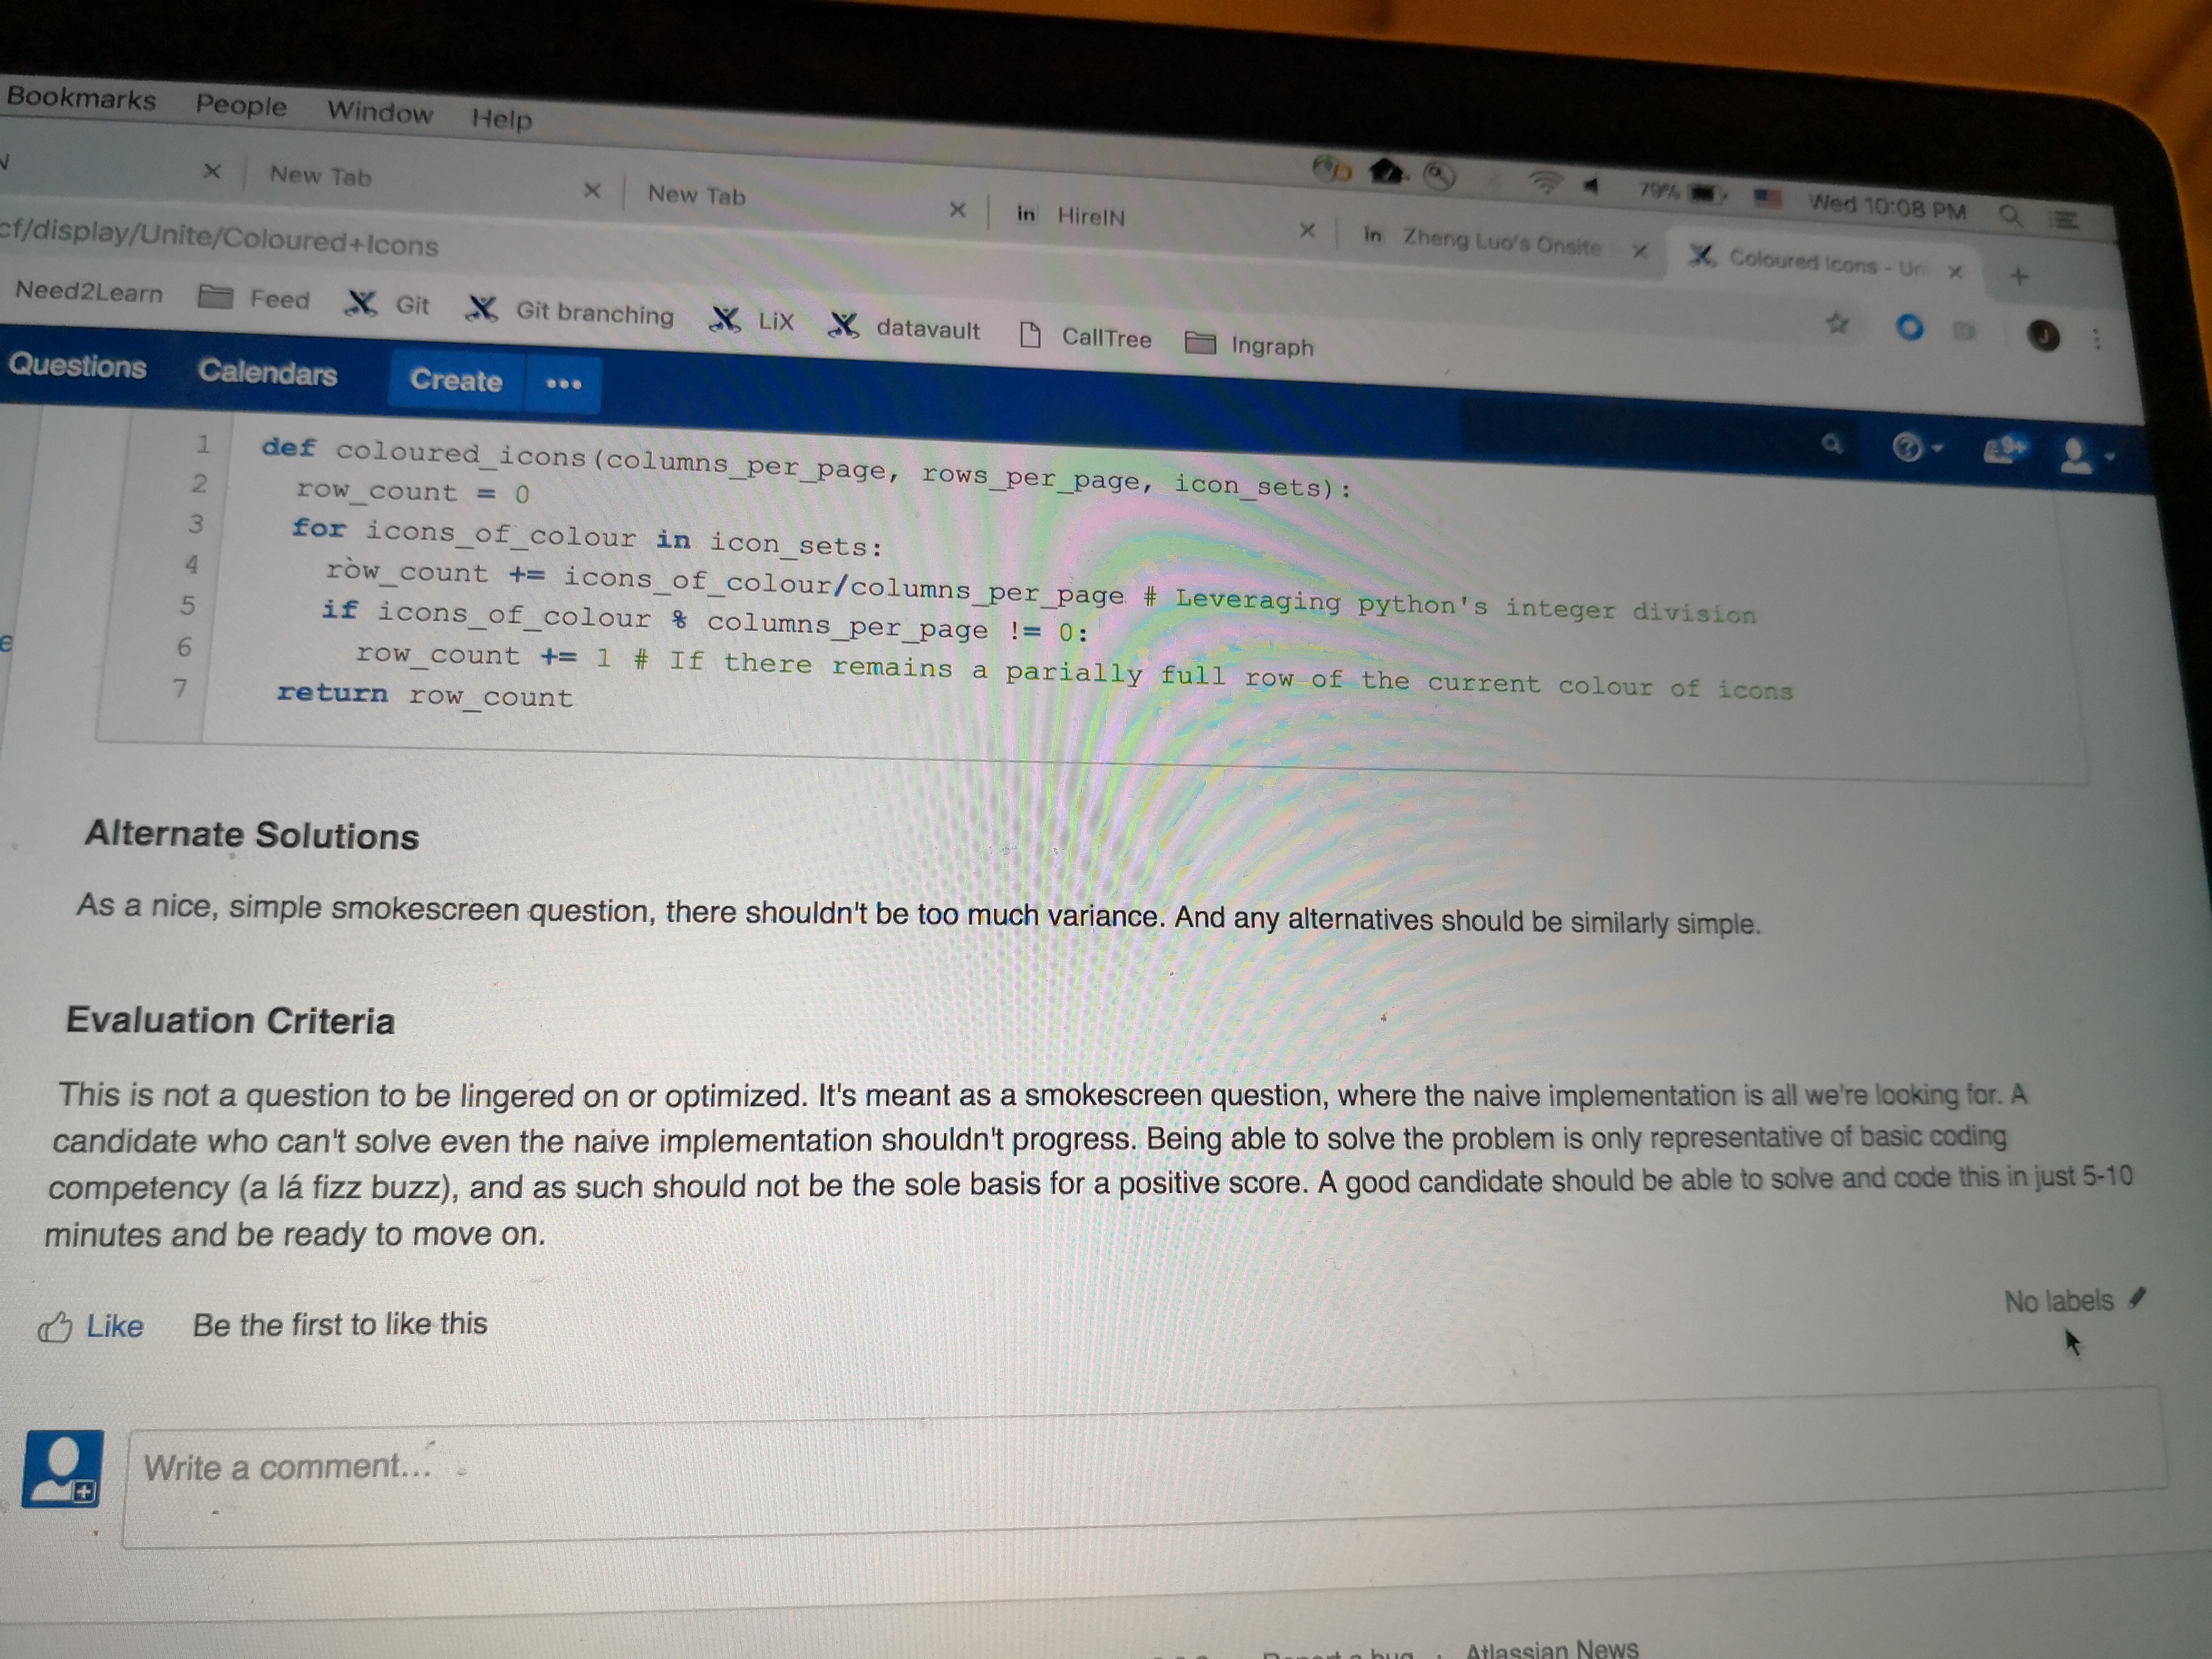 Bookmarks People Window Help
79% Wed 10:08 PM
New Tab
New Tab
in HireIN
in Zheng Luo's Onsite
Coloured Icons - Un
cf/display/Unite/Coloured+Icons
Need2Learn Feed Git Git branching LiX datavault CallTree Ingraph
J
Questions Calendars Create •••
9+
1 def coloured_icons(columns_per_page, rows_per_page, icon_sets):
2 row_count = 0
3 for icons_of_colour in icon_sets:
4 row_count += icons_of_colour/columns_per_page # Leveraging python's integer division
5 if icons_of_colour % columns_per_page != 0:
6 row_count += 1 # If there remains a parially full row of the current colour of icons
7 return row_count
Alternate Solutions
As a nice, simple smokescreen question, there shouldn't be too much variance. And any alternatives should be similarly simple.
Evaluation Criteria
This is not a question to be lingered on or optimized. It's meant as a smokescreen question, where the naive implementation is all we're looking for. A
candidate who can't solve even the naive implementation shouldn't progress. Being able to solve the problem is only representative of basic coding
competency (a lá fizz buzz), and as such should not be the sole basis for a positive score. A good candidate should be able to solve and code this in just 5-10
minutes and be ready to move on.
Like Be the first to like this
No labels
Write a comment...
Report a bug · Atlassian News